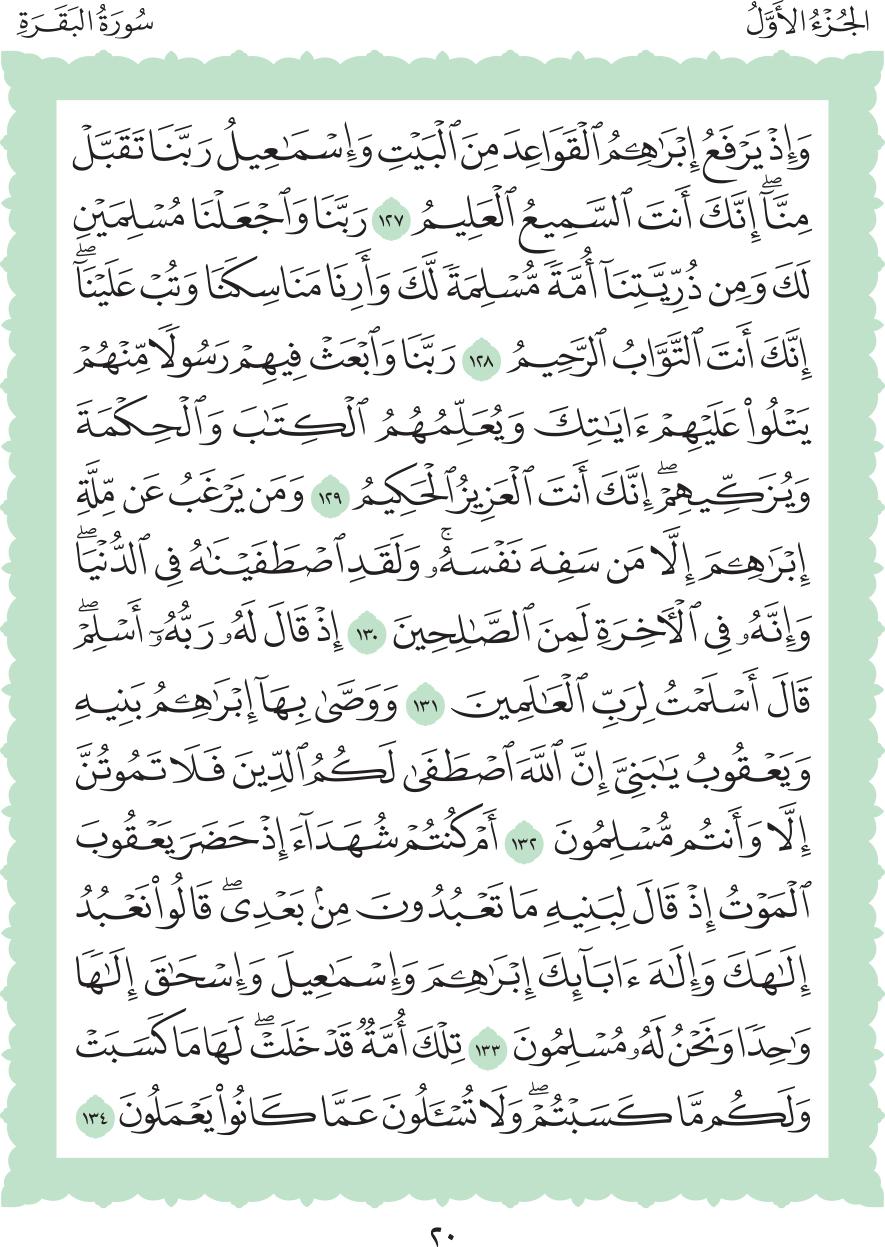 الجُزْءُ الأَوَّلُ
سُورَةُ البَقَرَةِ
وَإِذۡ يَرۡفَعُ إِبۡرَٰهِـۧمُ ٱلۡقَوَاعِدَ مِنَ ٱلۡبَيۡتِ وَإِسۡمَٰعِيلُ رَبَّنَا تَقَبَّلۡ
مِنَّآۖ إِنَّكَ أَنتَ ٱلسَّمِيعُ ٱلۡعَلِيمُ ١٢٧ رَبَّنَا وَٱجۡعَلۡنَا مُسۡلِمَيۡنِ
لَكَ وَمِن ذُرِّيَّتِنَآ أُمَّةٗ مُّسۡلِمَةٗ لَّكَ وَأَرِنَا مَنَاسِكَنَا وَتُبۡ عَلَيۡنَآۖ
إِنَّكَ أَنتَ ٱلتَّوَّابُ ٱلرَّحِيمُ ١٢٨ رَبَّنَا وَٱبۡعَثۡ فِيهِمۡ رَسُولٗا مِّنۡهُمۡ
يَتۡلُواْ عَلَيۡهِمۡ ءَايَٰتِكَ وَيُعَلِّمُهُمُ ٱلۡكِتَٰبَ وَٱلۡحِكۡمَةَ
وَيُزَكِّيهِمۡۖ إِنَّكَ أَنتَ ٱلۡعَزِيزُ ٱلۡحَكِيمُ ١٢٩ وَمَن يَرۡغَبُ عَن مِّلَّةِ
إِبۡرَٰهِـۧمَ إِلَّا مَن سَفِهَ نَفۡسَهُۥۚ وَلَقَدِ ٱصۡطَفَيۡنَٰهُ فِي ٱلدُّنۡيَاۖ
وَإِنَّهُۥ فِي ٱلۡأٓخِرَةِ لَمِنَ ٱلصَّٰلِحِينَ ١٣٠ إِذۡ قَالَ لَهُۥ رَبُّهُۥٓ أَسۡلِمۡۖ
قَالَ أَسۡلَمۡتُ لِرَبِّ ٱلۡعَٰلَمِينَ ١٣١ وَوَصَّىٰ بِهَآ إِبۡرَٰهِـۧمُ بَنِيهِ
وَيَعۡقُوبُ يَٰبَنِيَّ إِنَّ ٱللَّهَ ٱصۡطَفَىٰ لَكُمُ ٱلدِّينَ فَلَا تَمُوتُنَّ
إِلَّا وَأَنتُم مُّسۡلِمُونَ ١٣٢ أَمۡ كُنتُمۡ شُهَدَآءَ إِذۡ حَضَرَ يَعۡقُوبَ
ٱلۡمَوۡتُ إِذۡ قَالَ لِبَنِيهِ مَا تَعۡبُدُونَ مِنۢ بَعۡدِيۖ قَالُواْ نَعۡبُدُ
إِلَٰهَكَ وَإِلَٰهَ ءَابَآئِكَ إِبۡرَٰهِـۧمَ وَإِسۡمَٰعِيلَ وَإِسۡحَٰقَ إِلَٰهٗا
وَٰحِدٗا وَنَحۡنُ لَهُۥ مُسۡلِمُونَ ١٣٣ تِلۡكَ أُمَّةٞ قَدۡ خَلَتۡۖ لَهَا مَا كَسَبَتۡ
وَلَكُم مَّا كَسَبۡتُمۡۖ وَلَا تُسۡـَٔلُونَ عَمَّا كَانُواْ يَعۡمَلُونَ ١٣٤
٢٠